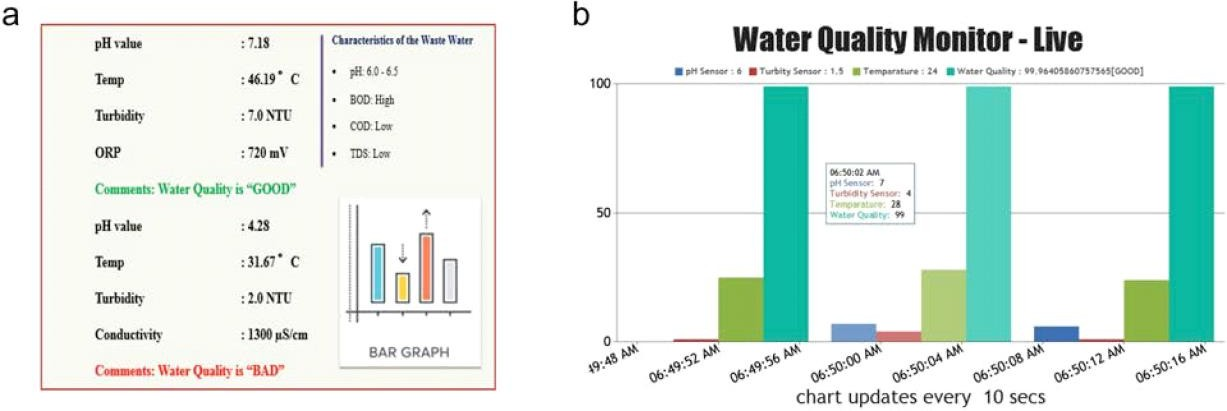 a
pH value : 7.18
Temp : 46.19° C
Turbidity : 7.0 NTU
ORP : 720 mV
Comments: Water Quality is “GOOD”
pH value : 4.28
Temp : 31.67° C
Turbidity : 2.0 NTU
Conductivity : 1300 µS/cm
Comments: Water Quality is “BAD”
Characteristics of the Waste Water
• pH: 6.0 - 6.5
• BOD: High
• COD: Low
• TDS: Low
BAR GRAPH
b
Water Quality Monitor - Live
pH Sensor : 6 Turbity Sensor : 1.5 Temparature : 24 Water Quality : 99.96405860757565[GOOD]
100
50
0
06:50:02 AM
pH Sensor: 7
Turbidity Sensor: 4
Temparature: 28
Water Quality: 99
49:48 AM 06:49:52 AM 06:49:56 AM 06:50:00 AM 06:50:04 AM 06:50:08 AM 06:50:12 AM 06:50:16 AM
chart updates every 10 secs